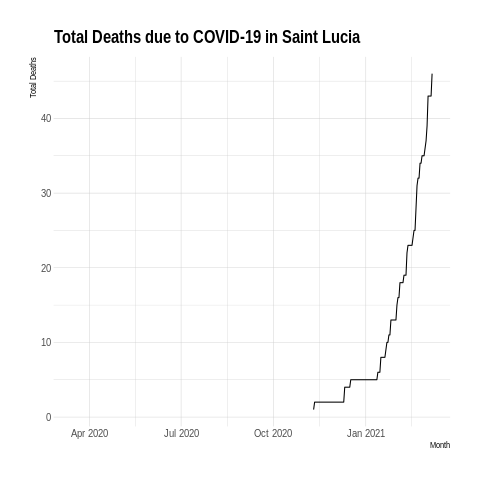 Total Deaths due to COVID-19 in Saint Lucia
Total Deaths
40
30
20
10
0
Apr 2020 Jul 2020 Oct 2020 Jan 2021
Month